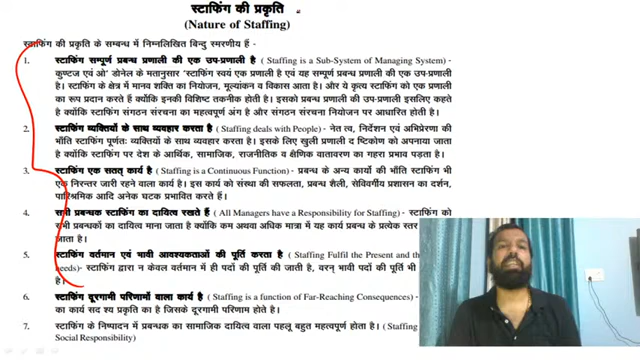 स्टाफिंग की प्रकृति
(Nature of Staffing)
स्टाफिंग की प्रकृति के सम्बन्ध में निम्नलिखित बिन्दु स्मरणीय हैं -
1. स्टाफिंग सम्पूर्ण प्रबन्ध प्रणाली की एक उप-प्रणाली है (Staffing is a Sub-System of Managing System) -
कुण्टज एवं ओ' डोनेल के मतानुसार 'स्टाफिंग स्वयं एक प्रणाली है एवं यह सम्पूर्ण प्रबन्ध प्रणाली की एक उप-प्रणाली
है। स्टाफिंग के क्षेत्र में मानव शक्ति का नियोजन, मूल्यांकन व विकास आता है। और ये कृत्य स्टाफिंग को एक प्रणाली
का रूप प्रदान करते हैं क्योंकि इनकी विशिष्ट तकनीक होती है। इसको प्रबन्ध प्रणाली की उप-प्रणाली इसलिए कहते
है क्योंकि स्टाफिंग संगठन संरचना का महत्वपूर्ण अंग है और संगठन संरचना नियोजन पर आधारित होती है।
2. स्टाफिंग व्यक्तियों के साथ व्यवहार करता है (Staffing deals with People) - नेत त्व, निर्देशन एवं अभिप्रेरणा की
भाँति स्टाफिंग पूर्णतः व्यक्तियों के साथ व्यवहार करता है। इसके लिए खुली प्रणाली द ष्टिकोण को अपनाया जाता
है क्योंकि स्टाफिंग पर देश के आर्थिक, सामाजिक, राजनीतिक व क्षैणिक वातावरण का गहरा प्रभाव पड़ता है।
3. स्टाफिंग एक सतत् कार्य है (Staffing is a Continuous Function) - प्रबन्ध के अन्य कार्यों की भाँति स्टाफिंग भी
एक निरन्तर जारी रहने वाला कार्य है। इस कार्य को संस्था की सफलता, प्रबन्ध शैली, सेविवर्गीय प्रशासन का दर्शन,
पारिश्रमिक आदि अनेक घटक प्रभावित करते हैं।
4. सभी प्रबन्धक स्टाफिंग का दायित्व रखते हैं (All Managers have a Responsibility for Staffing) - स्टाफिंग को
सभी प्रबन्धकों का दायित्व माना जाता है क्योंकि कम अथवा अधिक मात्रा में यह कार्य प्रबन्ध के प्रत्येक स्तर
जाता है।
5. स्टाफिंग वर्तमान एवं भावी आवश्यकताओं की पूर्ति करता है (Staffing Fulfil the Present and the
needs)- स्टाफिंग द्वारा न केवल वर्तमान में ही पदों की पूर्ति की जाती है, वरन भावी पदों की पूर्ति भी
है।
6. स्टाफिंग दूरगामी परिणामों वाला कार्य है (Staffing is a function of Far-Reaching Consequences) -
का कार्य सद श्य प्रकृति का है जिसके दूरगामी परिणाम होते है।
7. स्टाफिंग के निष्पादन में प्रबन्धक का सामाजिक दायित्व वाला पहलू बहुत महत्वपूर्ण होता है। (Staffing
Social Responsibility)